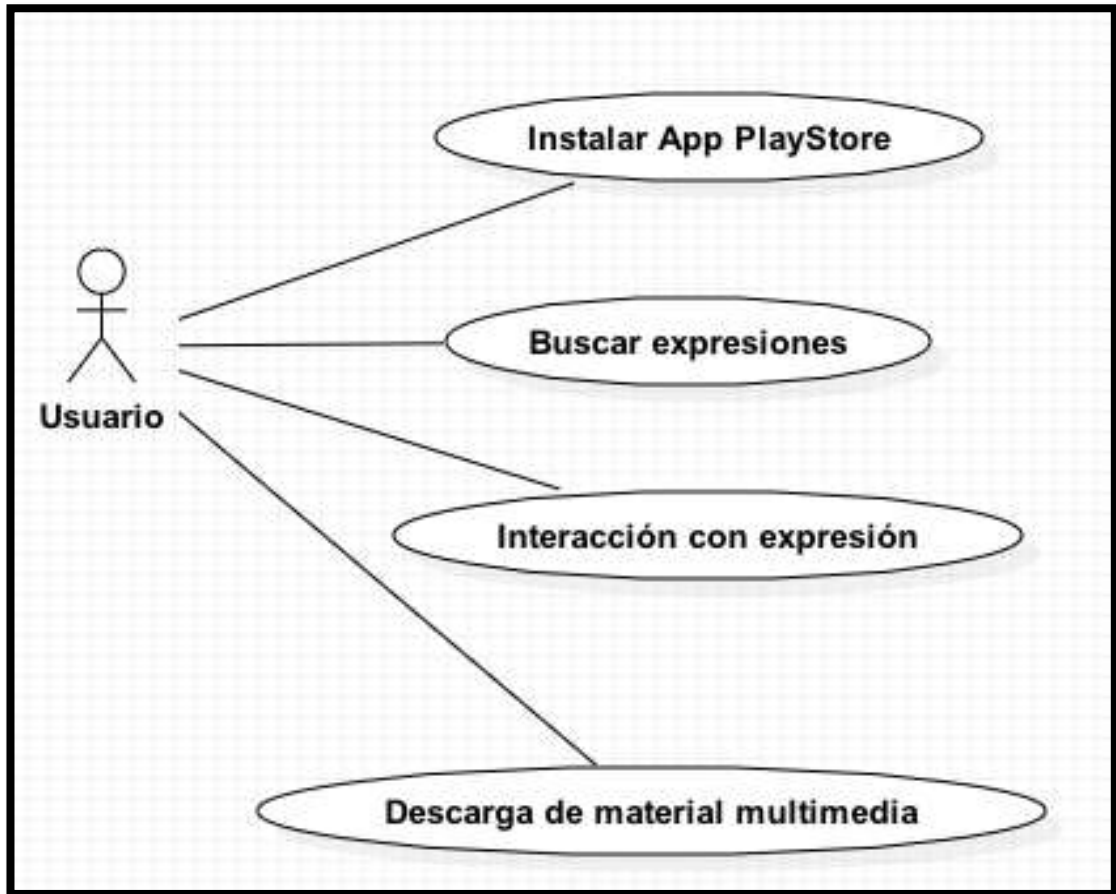 Instalar App PlayStore
Buscar expresiones
Usuario
Interacción con expresión
Descarga de material multimedia